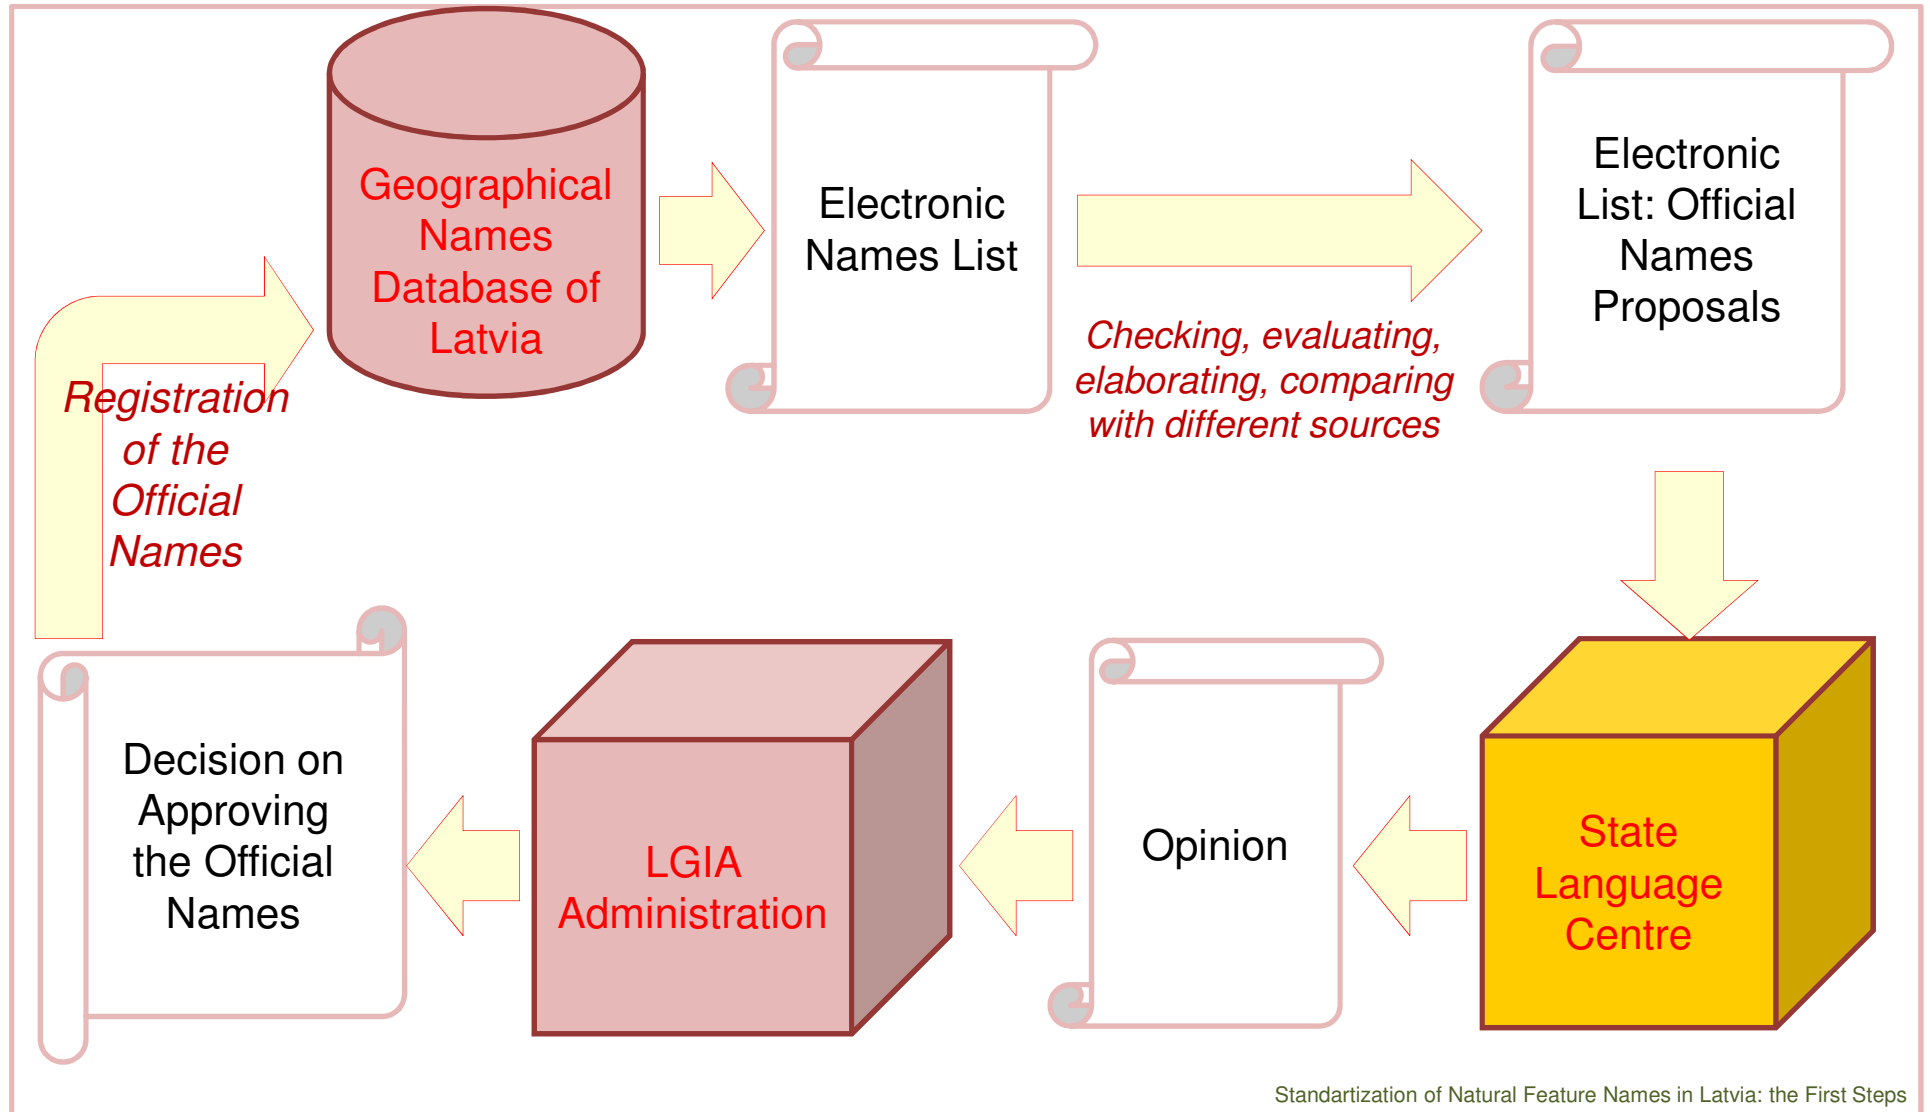 Geographical
Names
Database of
Latvia
Electronic
Names List
Checking, evaluating,
elaborating, comparing
with different sources
Electronic
List: Official
Names
Proposals
State
Language
Centre
Opinion
LGIA
Administration
Decision on
Approving
the Official
Names
Registration
of the
Official
Names
Standartization of Natural Feature Names in Latvia: the First Steps